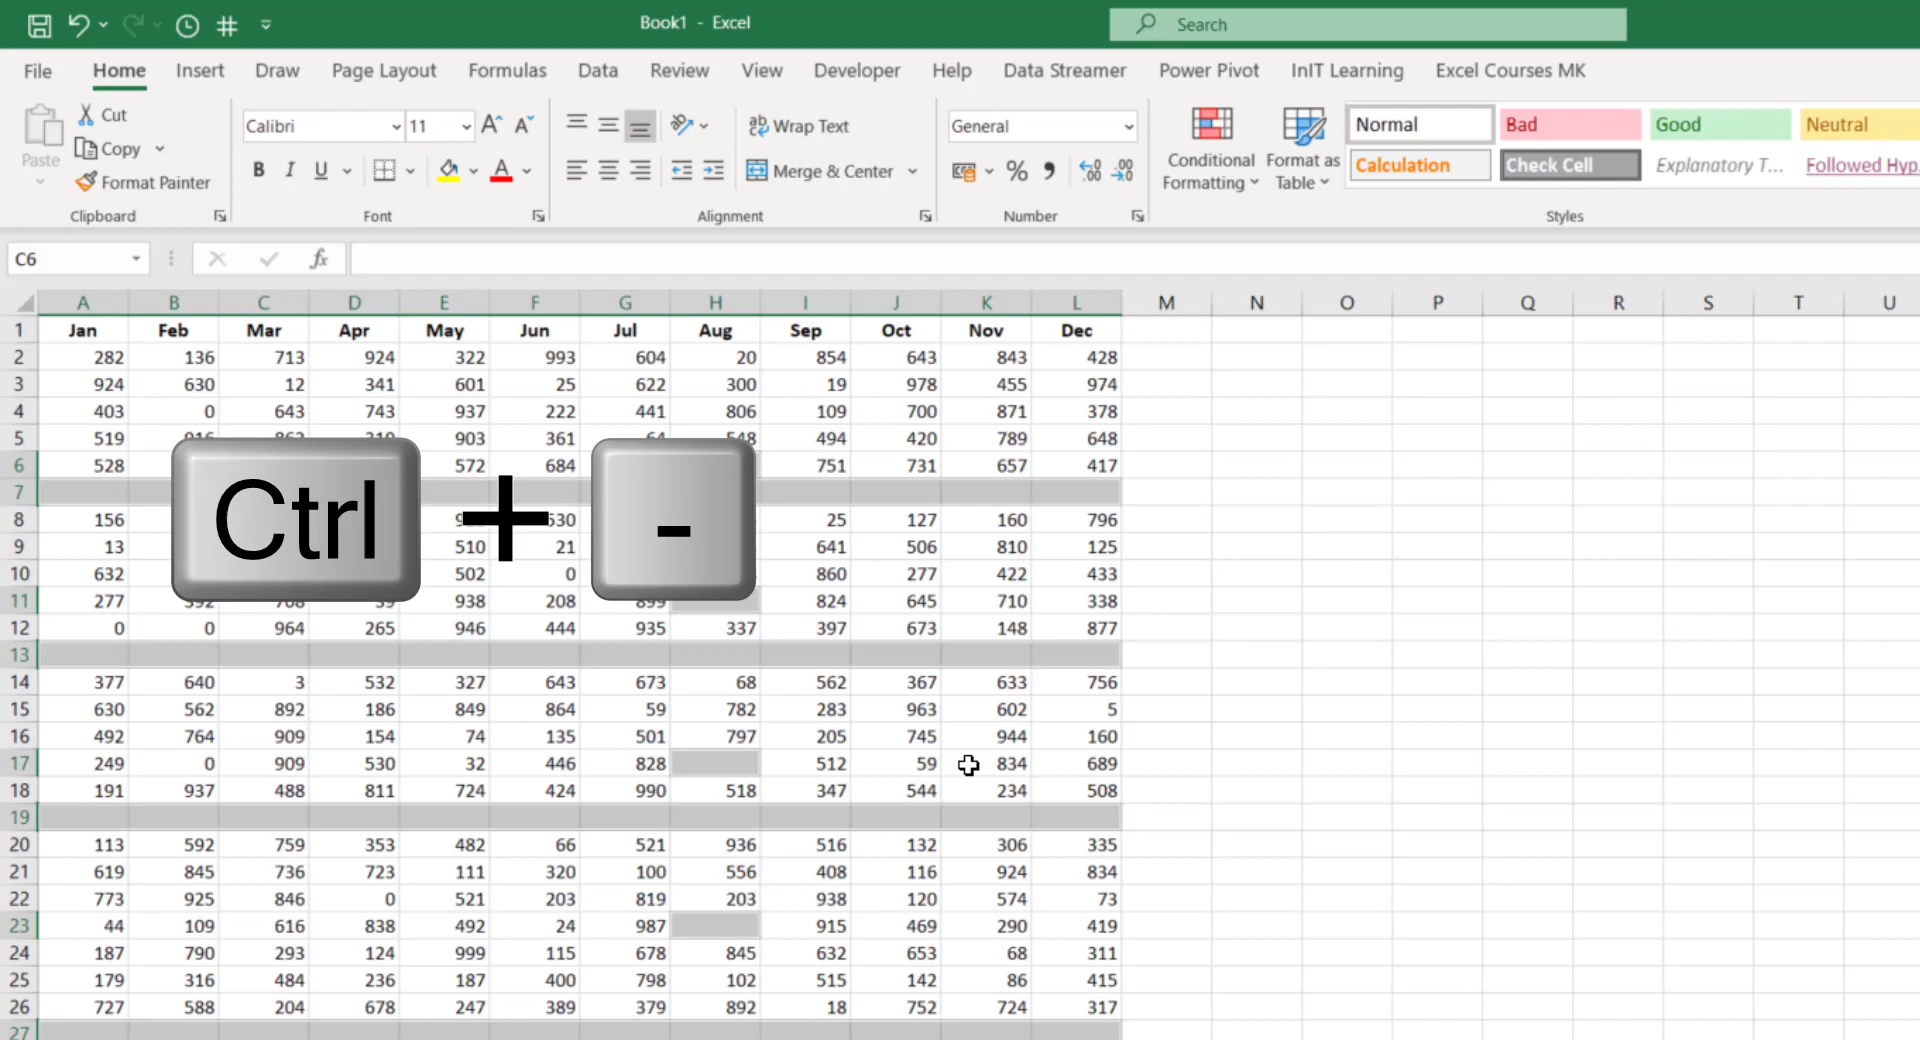 Book1 - Excel
Search
File Home Insert Draw Page Layout Formulas Data Review View Developer Help Data Streamer Power Pivot InIT Learning Excel Courses MK
Paste
Cut
Copy
Format Painter
Clipboard
Calibri 11
B I U
Font
Wrap Text
Merge & Center
Alignment
General
Number
Conditional Formatting
Format as Table
Normal Bad Good Neutral
Calculation Check Cell Explanatory T... Followed Hyp.
Styles
C6 fx
A B C D E F G H I J K L M N O P Q R S T U
1 Jan Feb Mar Apr May Jun Jul Aug Sep Oct Nov Dec
2 282 136 713 924 322 993 604 20 854 643 843 428
3 924 630 12 341 601 25 622 300 19 978 455 974
4 403 0 643 743 937 222 441 806 109 700 871 378
5 519 903 361 494 420 789 648
6 528 572 684 751 731 657 417
7
8 156 25 127 160 796
9 13 510 21 641 506 810 125
10 632 502 0 860 277 422 433
11 277 938 208 899 824 645 710 338
12 0 0 964 265 946 444 935 337 397 673 148 877
13
14 377 640 3 532 327 643 673 68 562 367 633 756
15 630 562 892 186 849 864 59 782 283 963 602 5
16 492 764 909 154 74 135 501 797 205 745 944 160
17 249 0 909 530 32 446 828 512 59 834 689
18 191 937 488 811 724 424 990 518 347 544 234 508
19
20 113 592 759 353 482 66 521 936 516 132 306 335
21 619 845 736 723 111 320 100 556 408 116 924 834
22 773 925 846 0 521 203 819 203 938 120 574 73
23 44 109 616 838 492 24 987 915 469 290 419
24 187 790 293 124 999 115 678 845 632 653 68 311
25 179 316 484 236 187 400 798 102 515 142 86 415
26 727 588 204 678 247 389 379 892 18 752 724 317
27
Ctrl + -